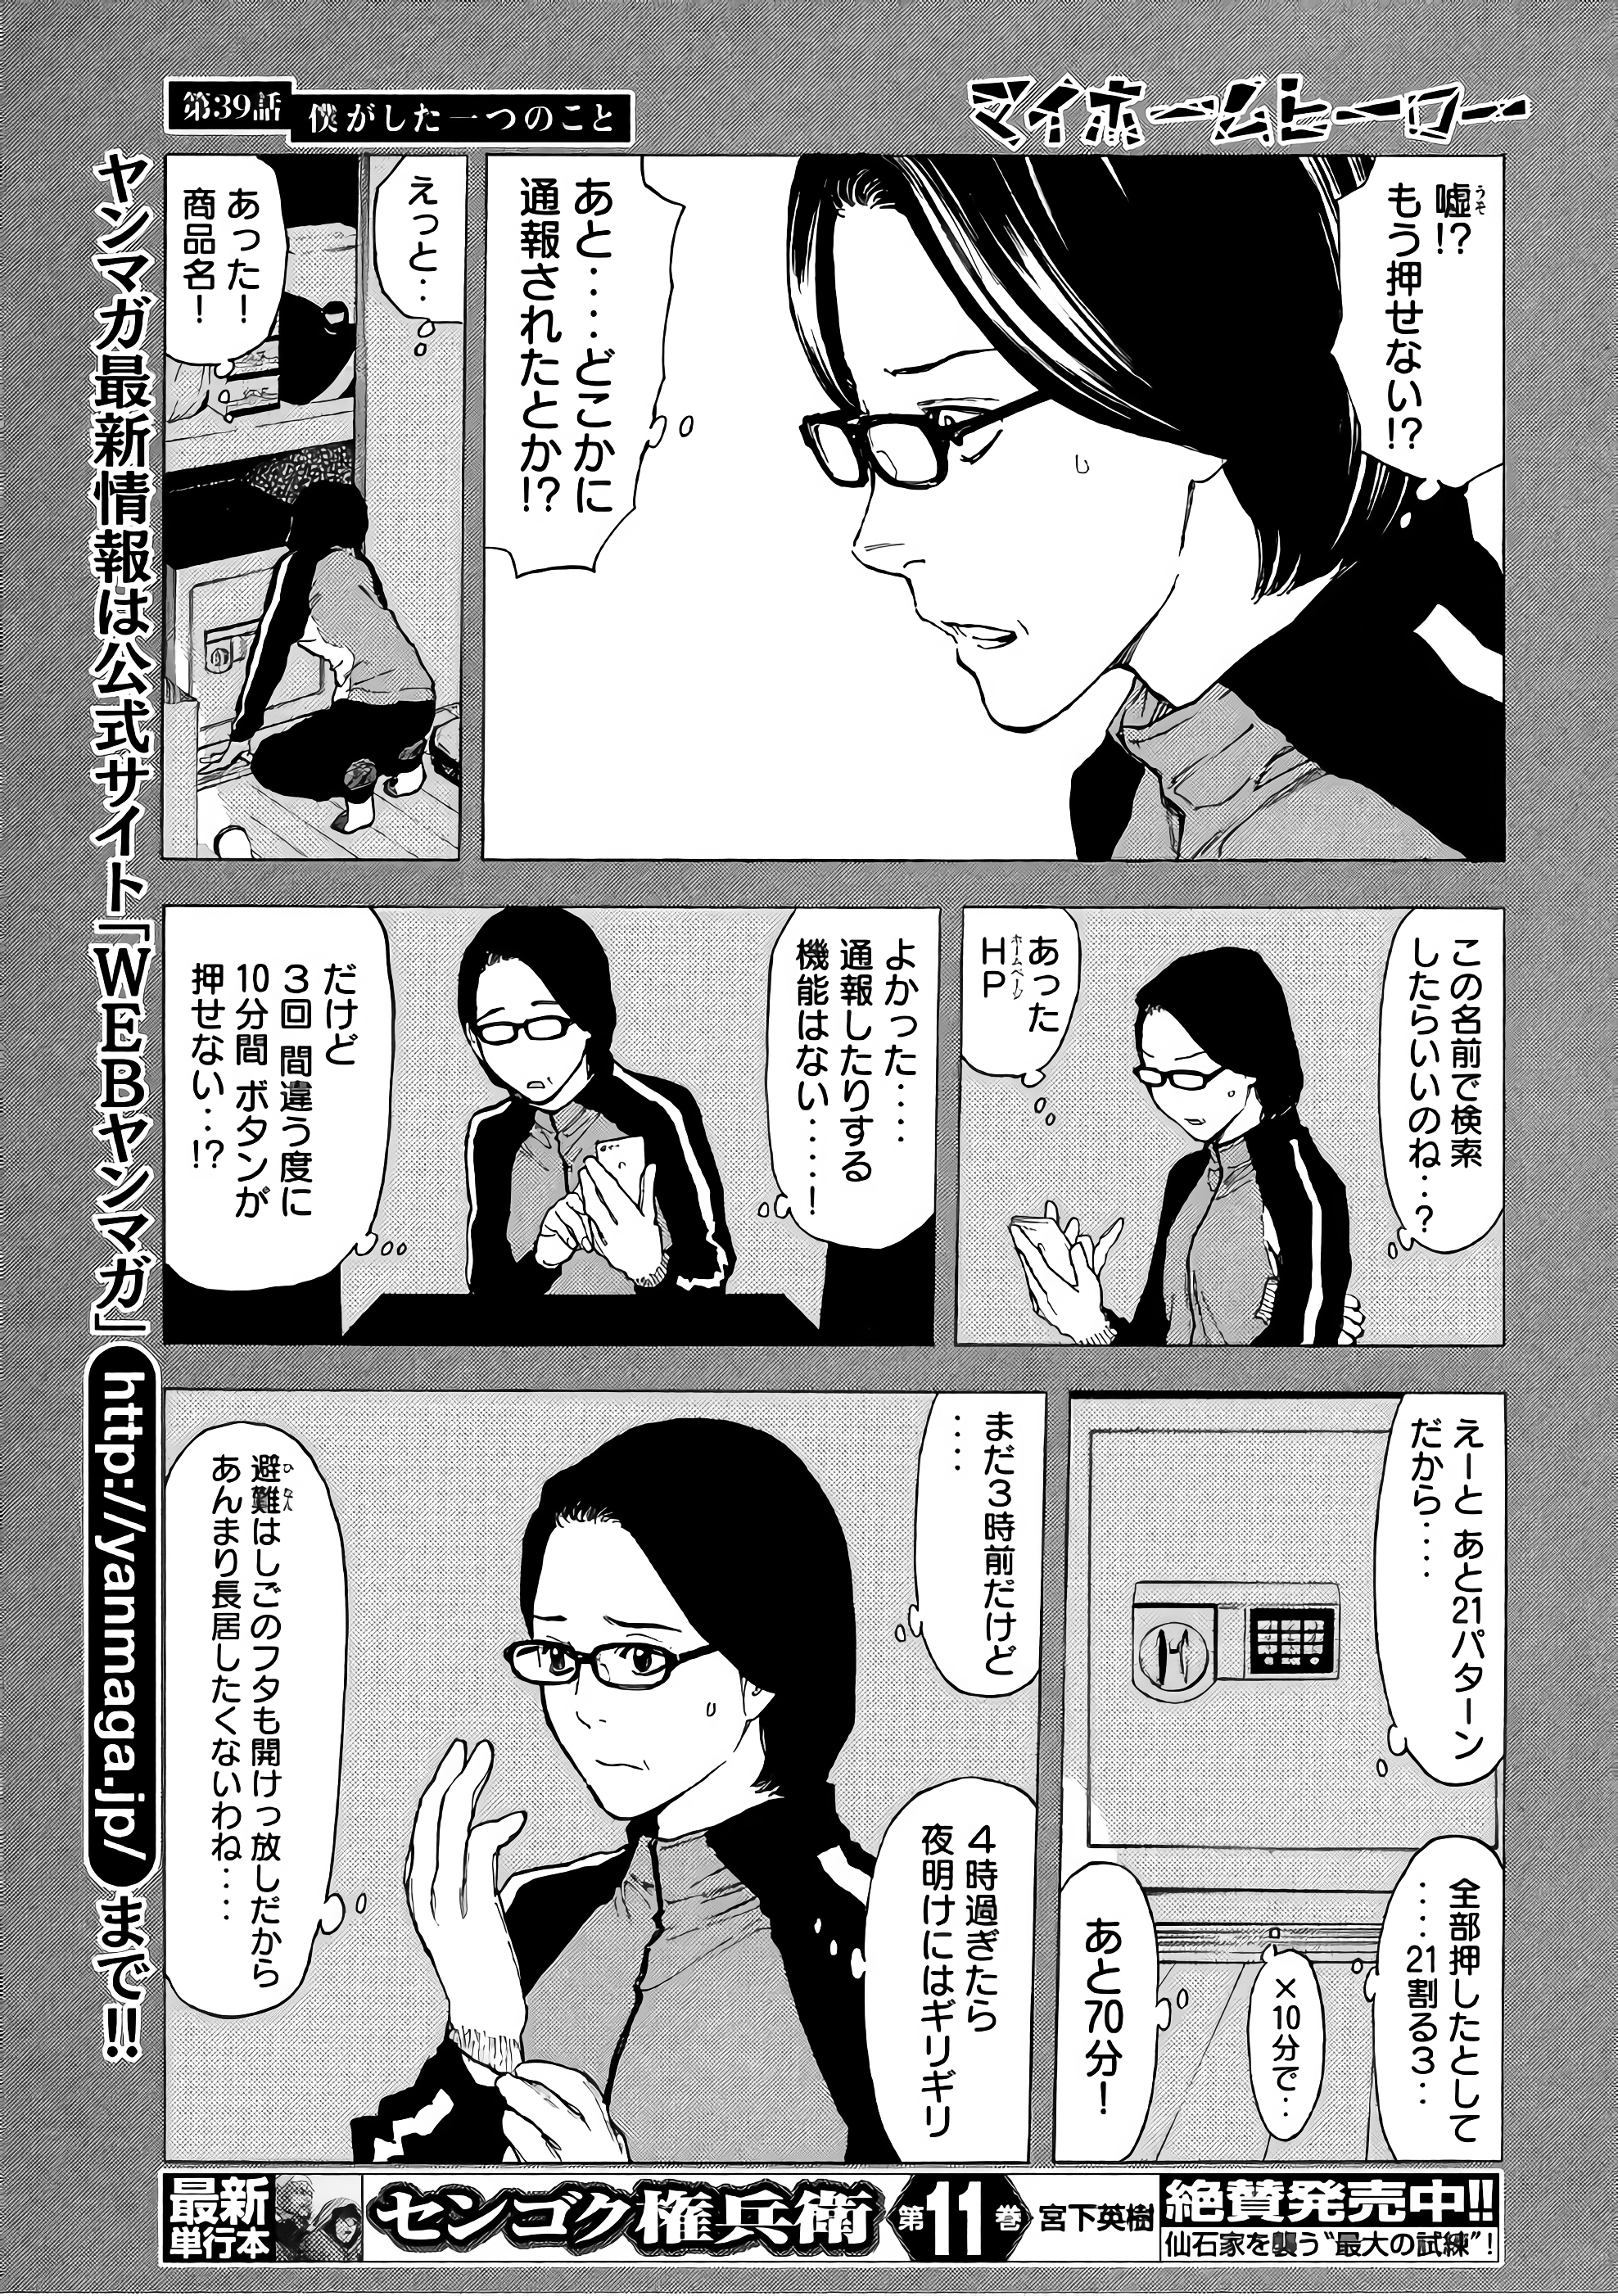 マイホームヒーロー
第39話
僕がした一つのこと
嘘!?
うそ
もう押せない!?
あと‥‥どこかに
通報されたとか!?
えっと‥
あった!
商品名!
この名前で検索
したらいいのね‥?
あった
HP
ホームページ
よかった‥‥
通報したりする
機能はない‥‥!
だけど
3回 間違う度に
10分間 ボタンが
押せない‥!?
えーと あと21パターン
だから‥‥
全部押したとして
‥‥21割る3‥
×10分で‥
あと70分!
まだ3時前だけど
‥‥
4時過ぎたら
夜明けにはギリギリ
避難はしごのフタも開けっ放しだから
ひなん
あんまり長居したくないわね‥‥
ヤンマガ最新情報は公式サイト「WEBヤンマガ」http://yanmaga.jp/まで!!
最新
単行本
センゴク権兵衛
第11巻
宮下英樹
絶賛発売中!!
仙石家を襲う“最大の試練”!